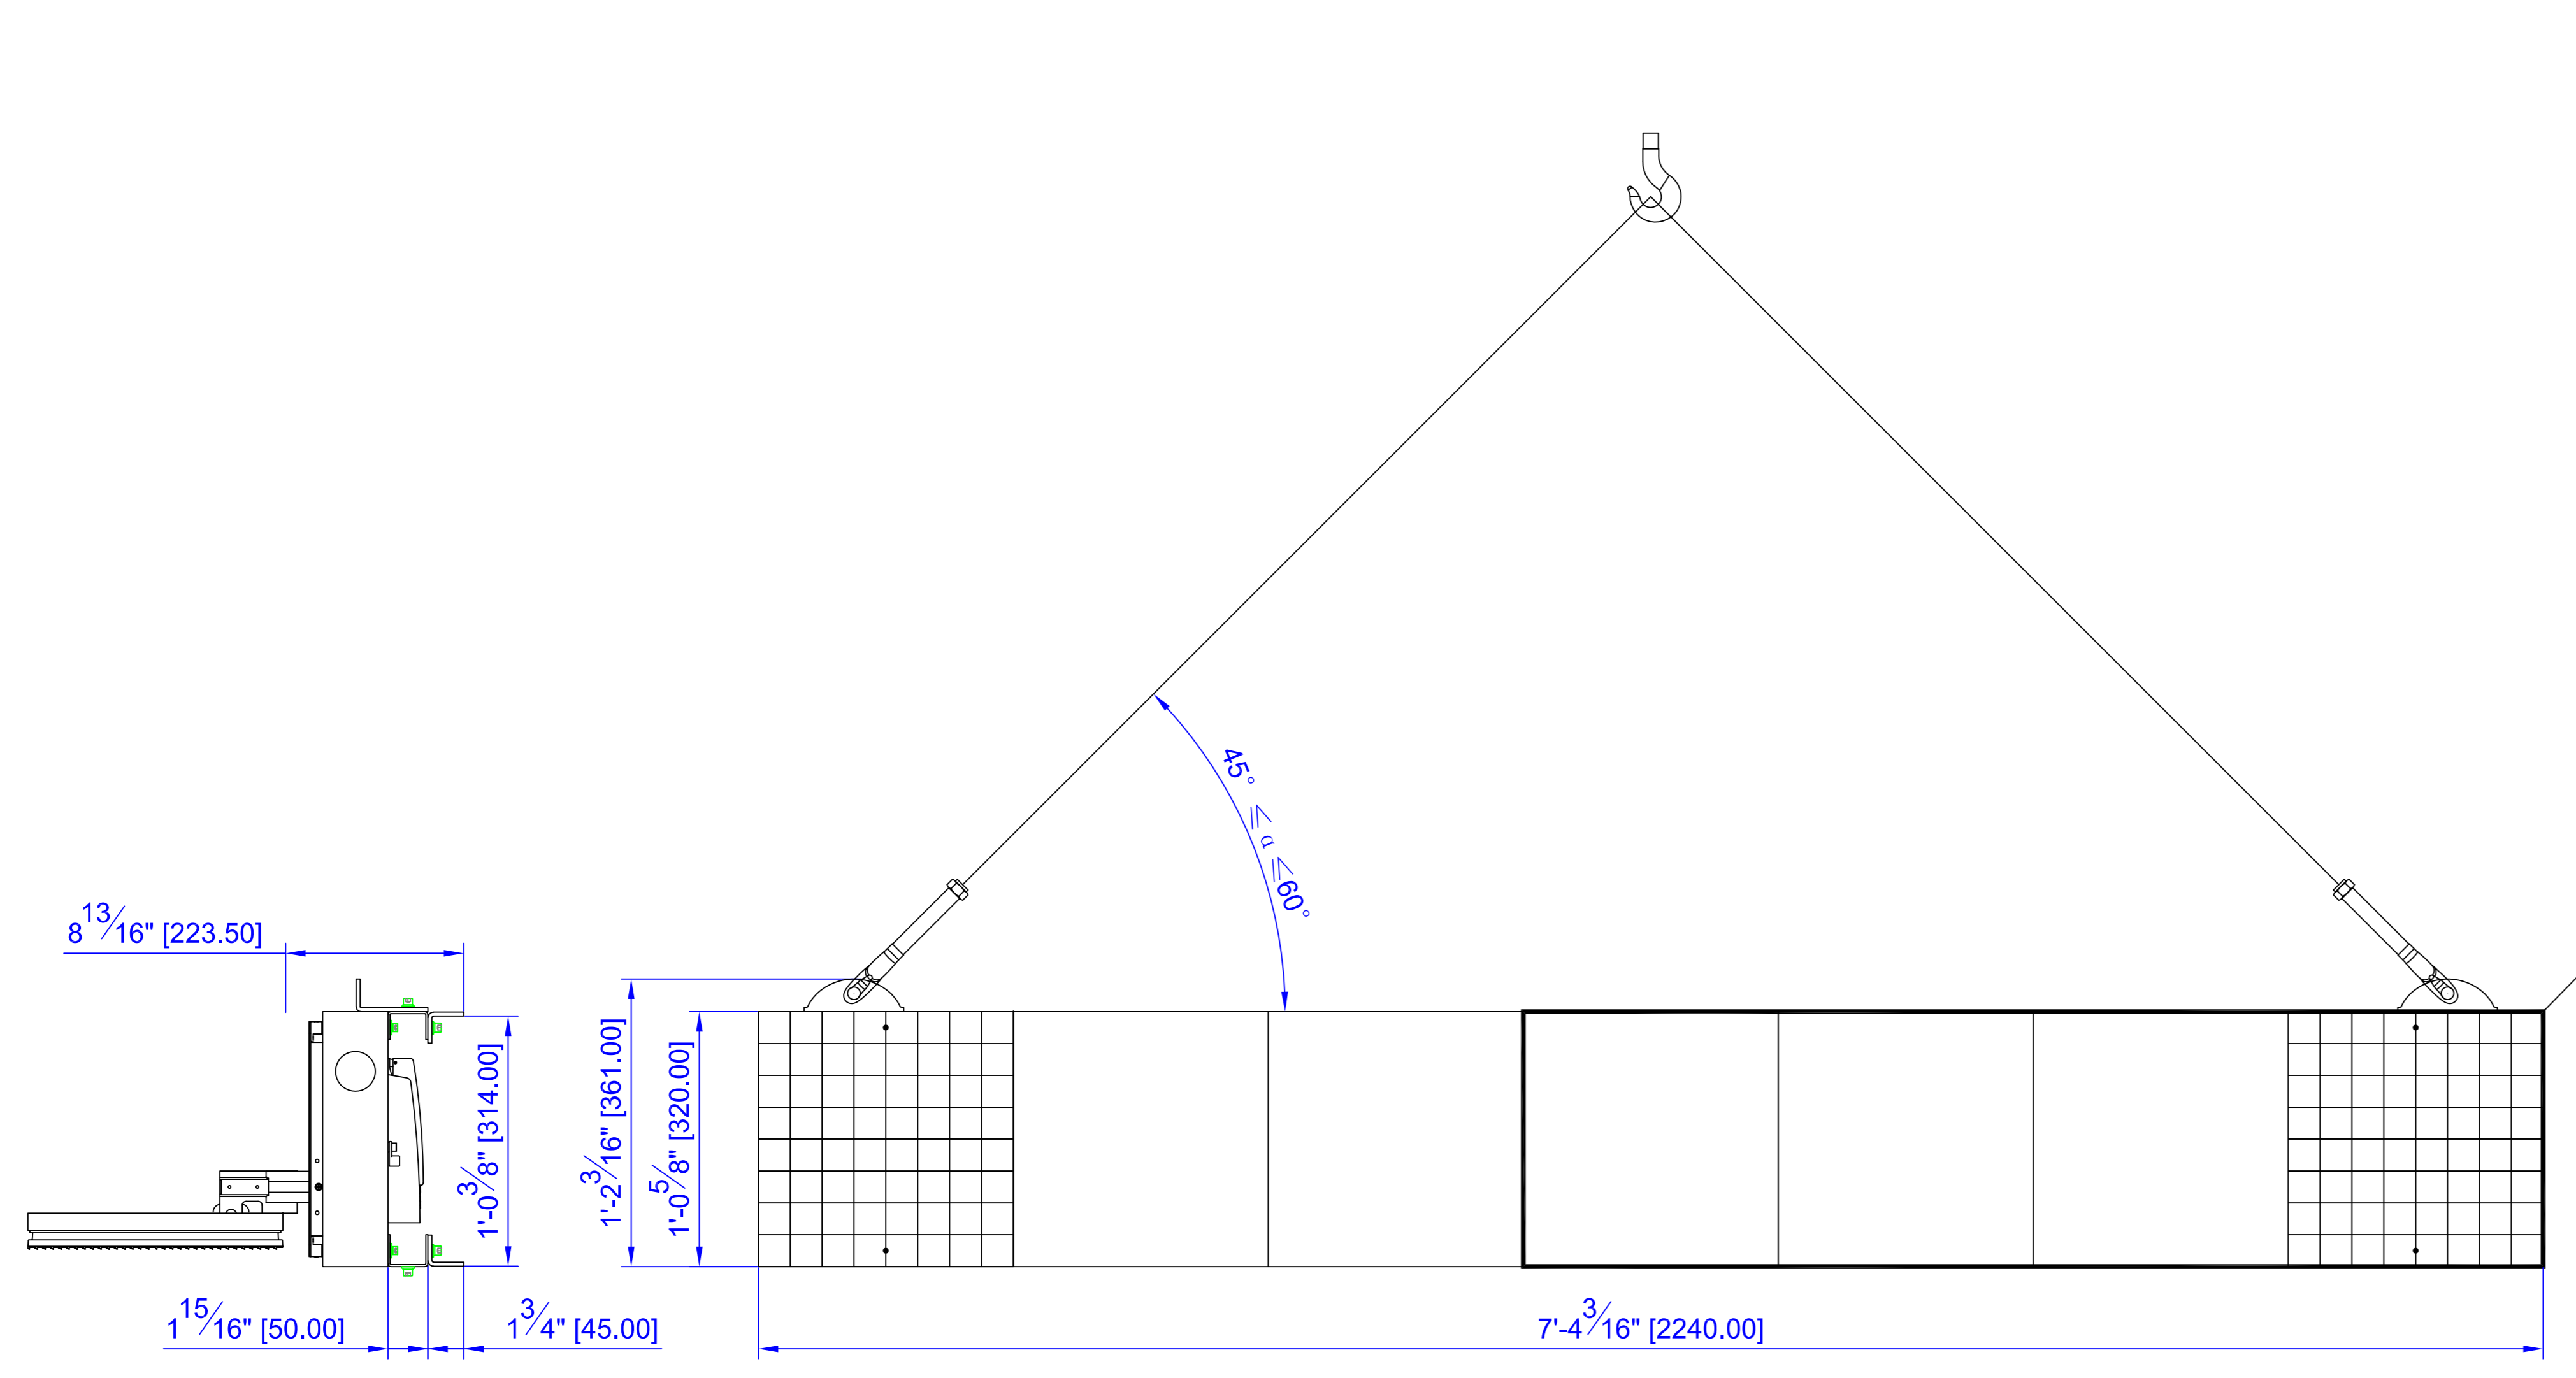 8 13/16" [223.50]
1'-0 3/8" [314.00]
1'-2 3/16" [361.00]
1'-0 5/8" [320.00]
45° ≤ α ≤60°
1 15/16" [50.00]
1 3/4" [45.00]
7'-4 3/16" [2240.00]